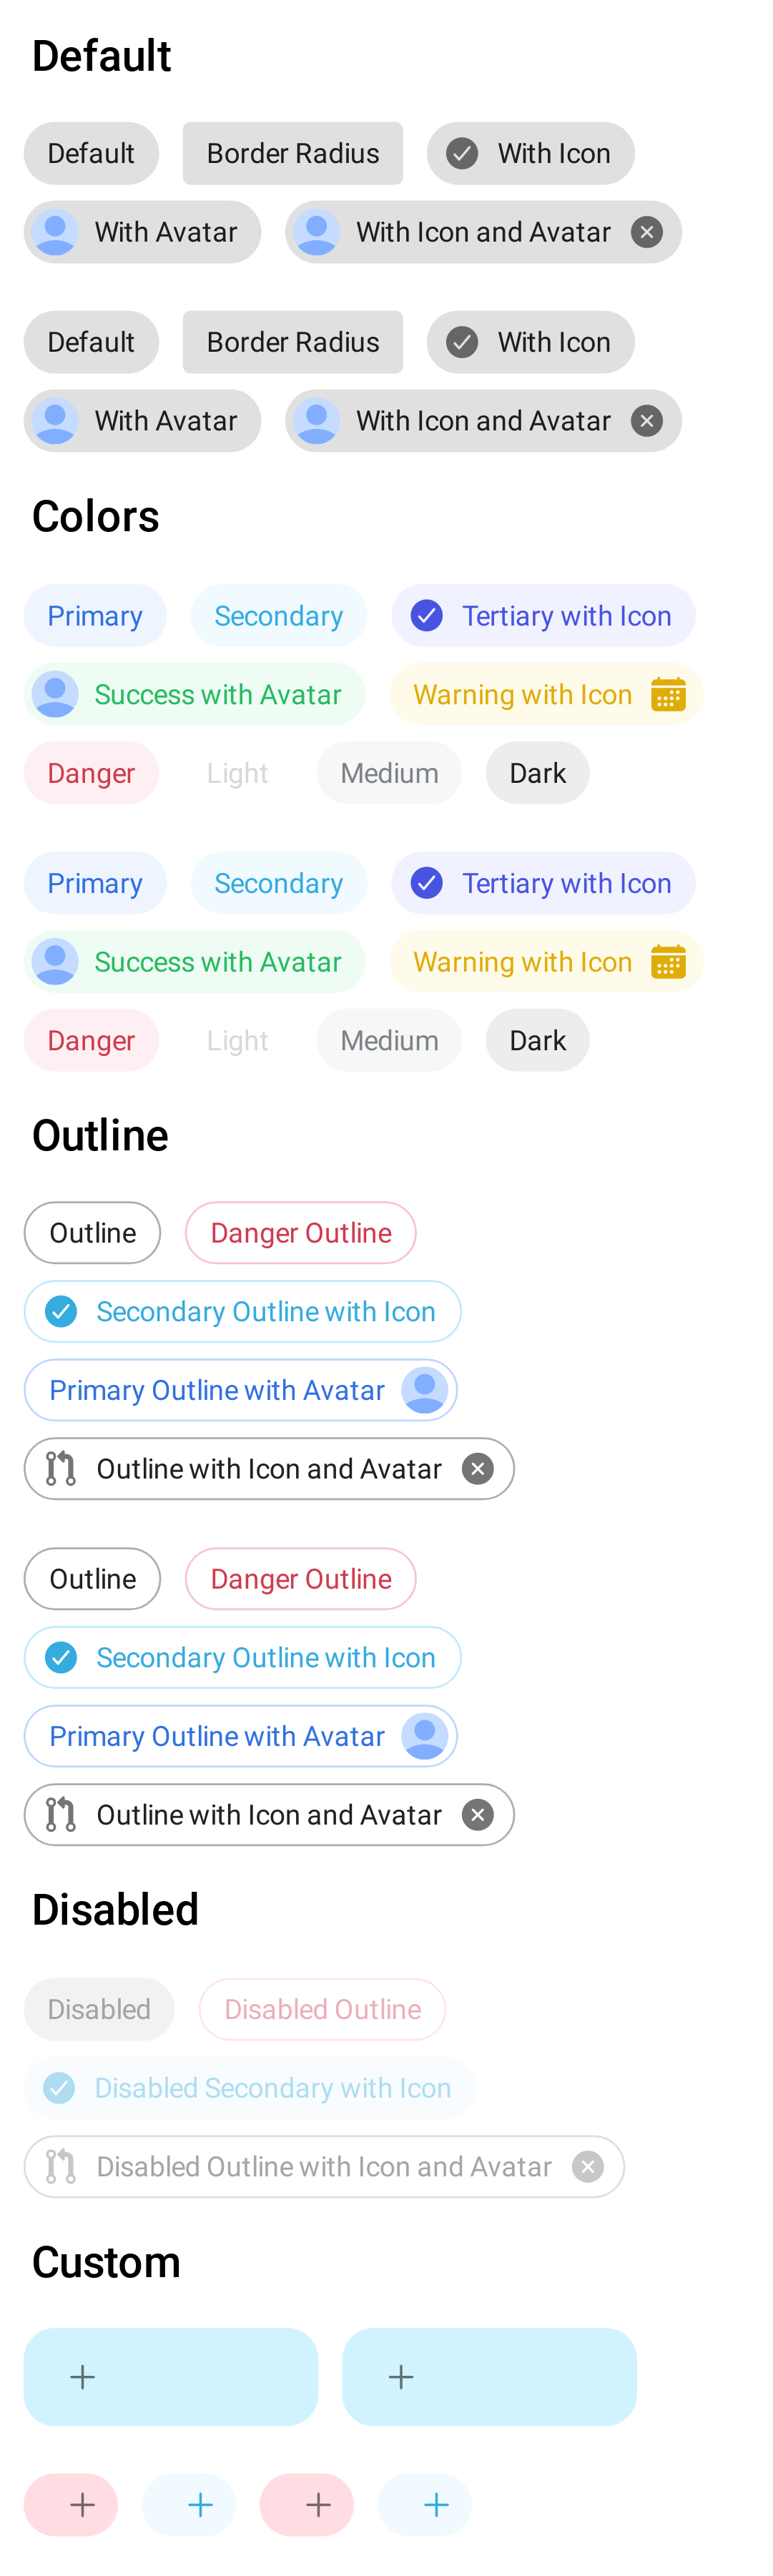 Default
Default Border Radius With Icon
With Avatar With Icon and Avatar
Default Border Radius With Icon
With Avatar With Icon and Avatar
Colors
Primary Secondary Tertiary with Icon
Success with Avatar Warning with Icon
Danger Light Medium Dark
Primary Secondary Tertiary with Icon
Success with Avatar Warning with Icon
Danger Light Medium Dark
Outline
Outline Danger Outline
Secondary Outline with Icon
Primary Outline with Avatar
Outline with Icon and Avatar
Outline Danger Outline
Secondary Outline with Icon
Primary Outline with Avatar
Outline with Icon and Avatar
Disabled
Disabled Disabled Outline
Disabled Secondary with Icon
Disabled Outline with Icon and Avatar
Custom